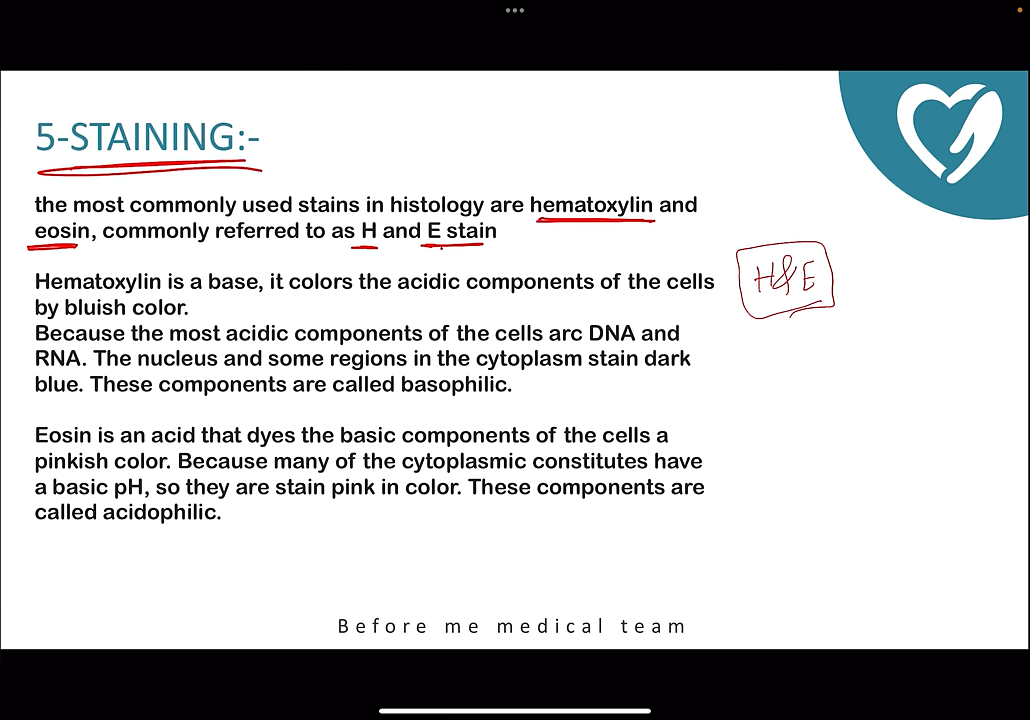 5-STAINING:-
the most commonly used stains in histology are hematoxylin and
eosin, commonly referred to as H and E stain
H&E
Hematoxylin is a base, it colors the acidic components of the cells
by bluish color.
Because the most acidic components of the cells arc DNA and
RNA. The nucleus and some regions in the cytoplasm stain dark
blue. These components are called basophilic.
Eosin is an acid that dyes the basic components of the cells a
pinkish color. Because many of the cytoplasmic constitutes have
a basic pH, so they are stain pink in color. These components are
called acidophilic.
Before me medical team